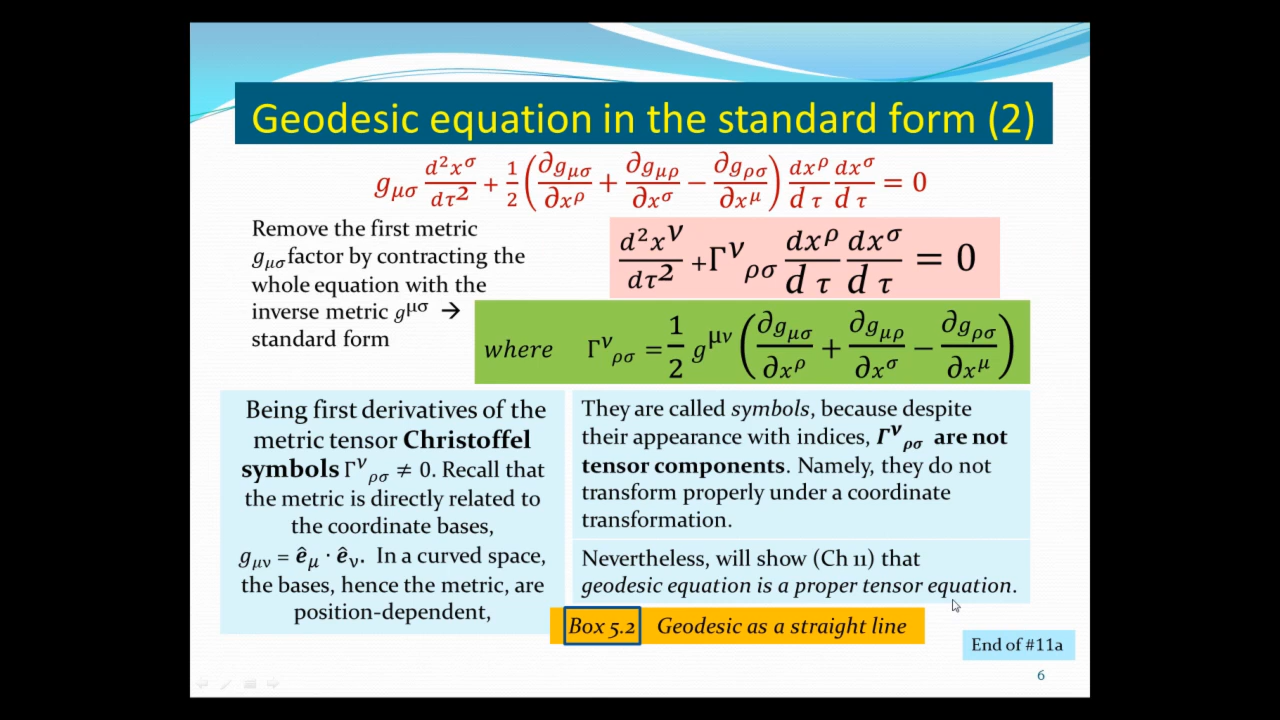 Geodesic equation in the standard form (2)
g_{μσ} d²x^σ/dτ² + 1/2 (∂g_{μσ}/∂x^ρ + ∂g_{μρ}/∂x^σ − ∂g_{ρσ}/∂x^μ) dx^ρ/d τ dx^σ/d τ = 0
Remove the first metric
g_{μσ} factor by contracting the
whole equation with the
inverse metric g^{μσ} →
standard form
d²x^ν/dτ² + Γ^ν_{ρσ} dx^ρ/d τ dx^σ/d τ = 0
where Γ^ν_{ρσ} = 1/2 g^{μν} (∂g_{μσ}/∂x^ρ + ∂g_{μρ}/∂x^σ − ∂g_{ρσ}/∂x^μ)
Being first derivatives of the
metric tensor Christoffel
symbols Γ^ν_{ρσ} ≠ 0. Recall that
the metric is directly related to
the coordinate bases,
g_{μν} = ê_μ · ê_ν. In a curved space,
the bases, hence the metric, are
position-dependent,
They are called symbols, because despite
their appearance with indices, Γ^ν_{ρσ} are not
tensor components. Namely, they do not
transform properly under a coordinate
transformation.
Nevertheless, will show (Ch 11) that
geodesic equation is a proper tensor equation.
Box 5.2 Geodesic as a straight line
End of #11a
6